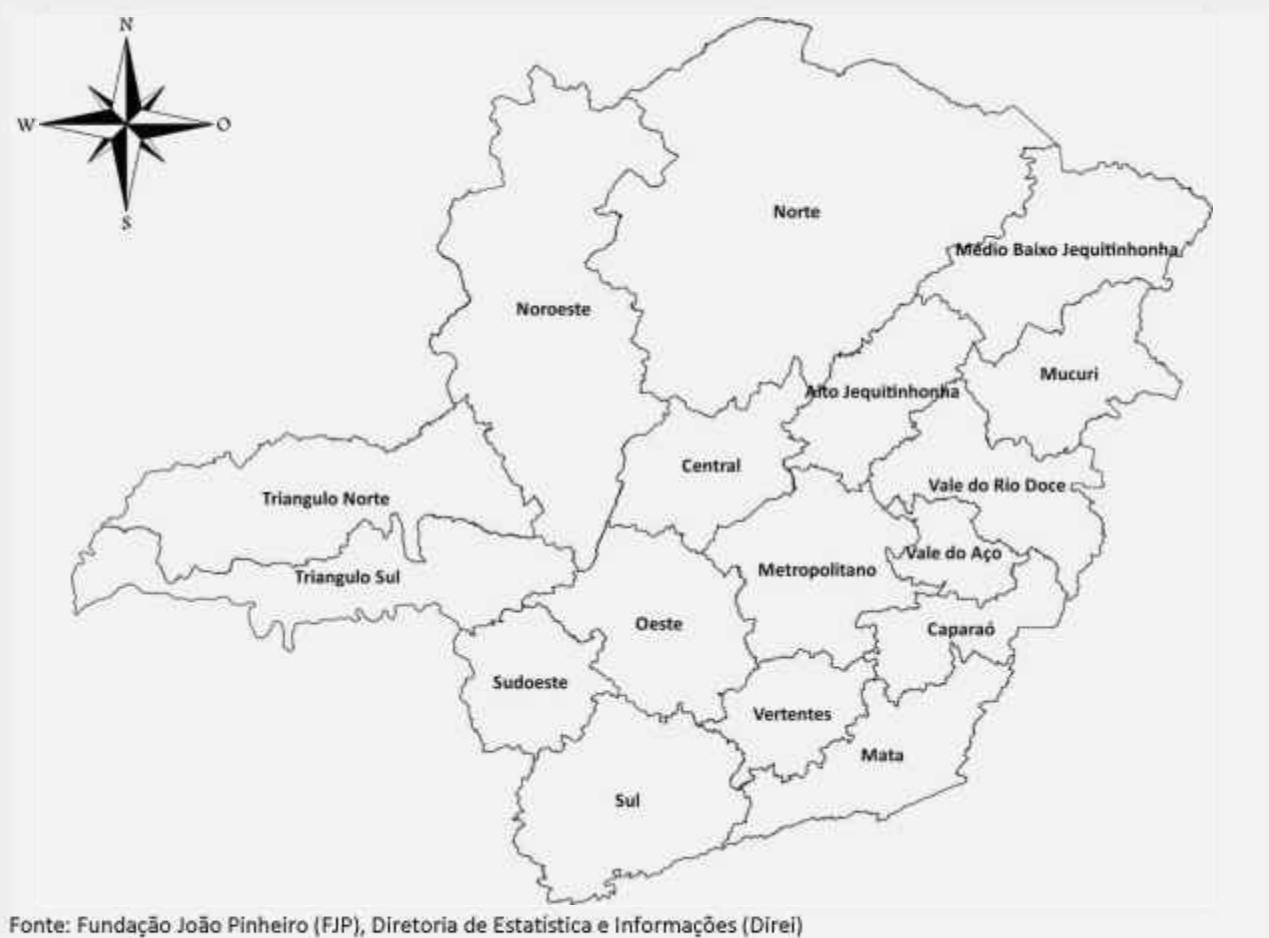 N
W
O
S
Norte
Médio Baixo Jequitinhonha
Noroeste
Mucuri
Alto Jequitinhonha
Central
Vale do Rio Doce
Triangulo Norte
Vale do Aço
Metropolitano
Triangulo Sul
Oeste
Caparaó
Sudoeste
Vertentes
Mata
Sul
Fonte: Fundação João Pinheiro (FJP), Diretoria de Estatística e Informações (Direi)